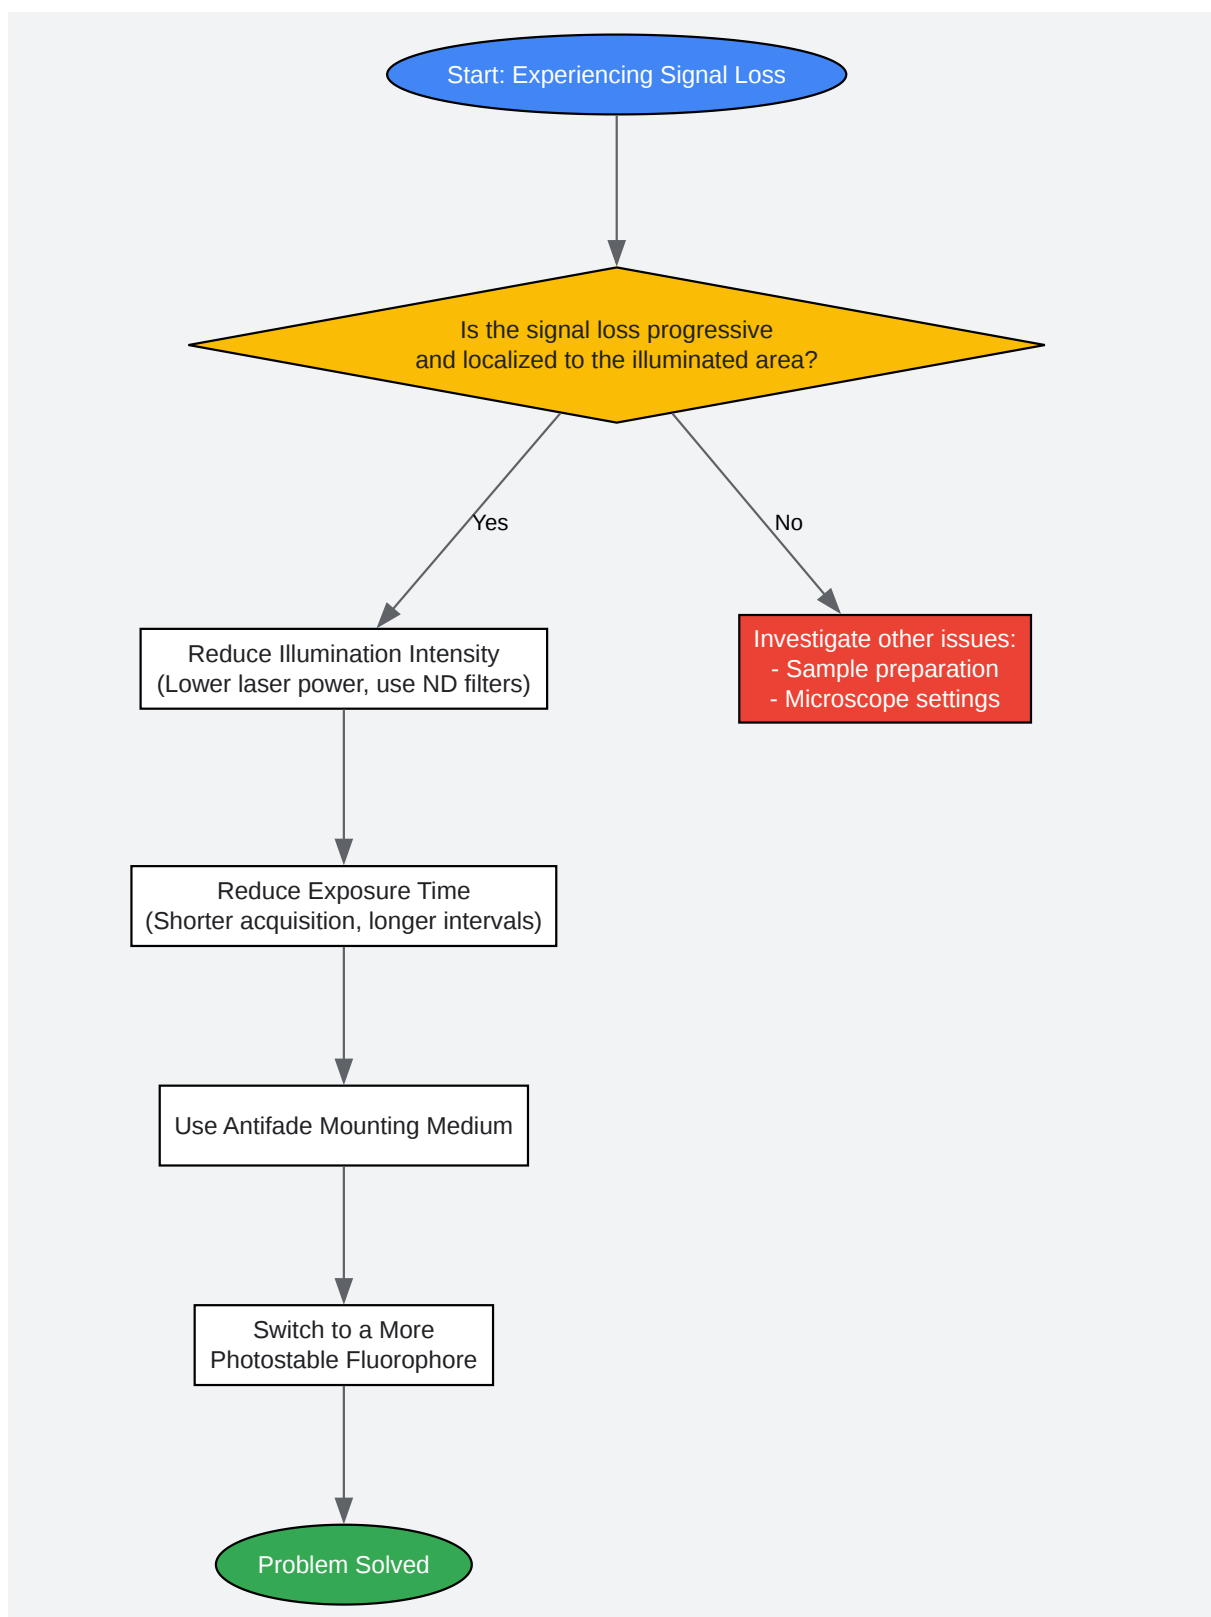 Start: Experiencing Signal Loss
Is the signal loss progressive
and localized to the illuminated area?
Yes
No
Reduce Illumination Intensity
(Lower laser power, use ND filters)
Investigate other issues:
- Sample preparation
- Microscope settings
Reduce Exposure Time
(Shorter acquisition, longer intervals)
Use Antifade Mounting Medium
Switch to a More
Photostable Fluorophore
Problem Solved